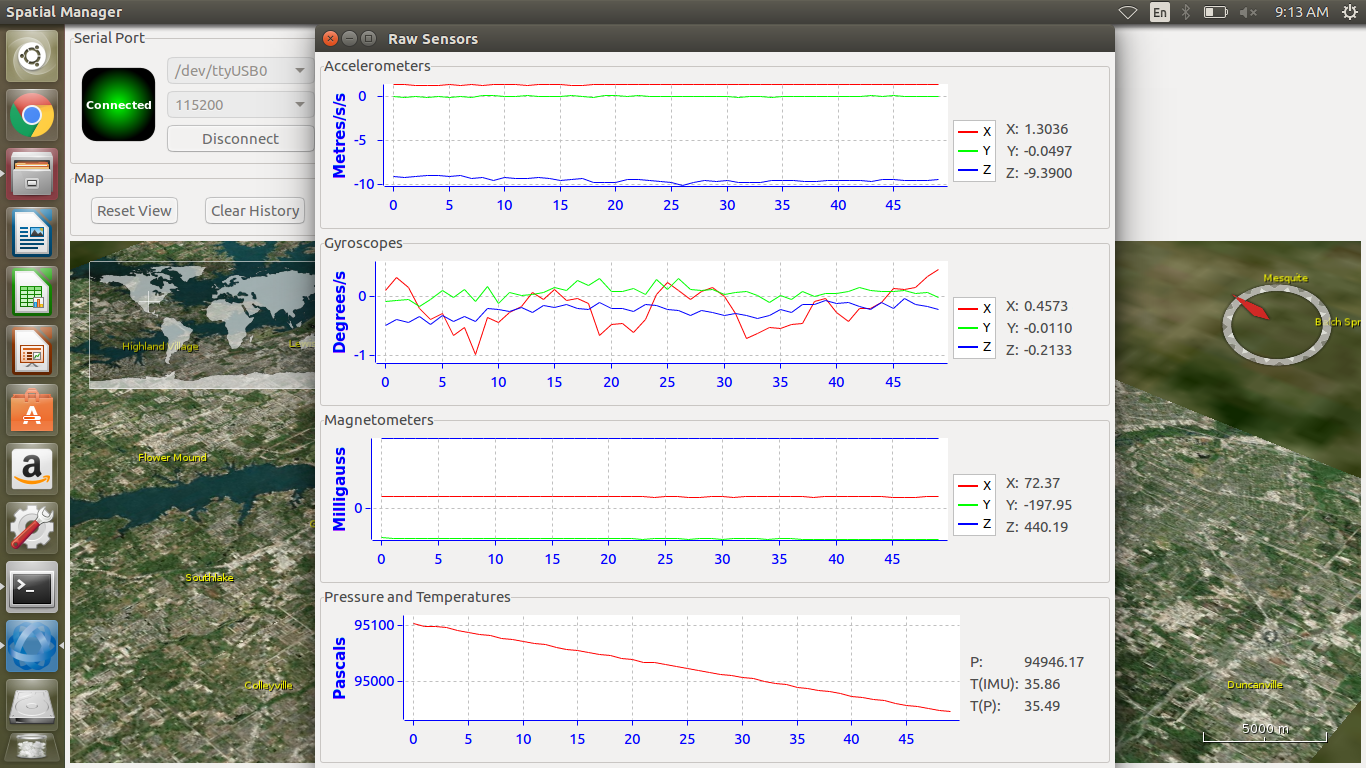 Spatial Manager
En
9:13 AM
Serial Port
Connected
/dev/ttyUSB0
115200
Disconnect
Map
Reset View
Clear History
Highland Village
Flower Mound
Southlake
Colleyville
Raw Sensors
Accelerometers
Metres/s/s
0
-5
-10
0 5 10 15 20 25 30 35 40 45
X
Y
Z
X: 1.3036
Y: -0.0497
Z: -9.3900
Gyroscopes
Degrees/s
0
-1
0 5 10 15 20 25 30 35 40 45
X
Y
Z
X: 0.4573
Y: -0.0110
Z: -0.2133
Magnetometers
Milligauss
0
0 5 10 15 20 25 30 35 40 45
X
Y
Z
X: 72.37
Y: -197.95
Z: 440.19
Pressure and Temperatures
Pascals
95100
95000
0 5 10 15 20 25 30 35 40 45
P: 94946.17
T(IMU): 35.86
T(P): 35.49
Mesquite
Duncanville
5000 m